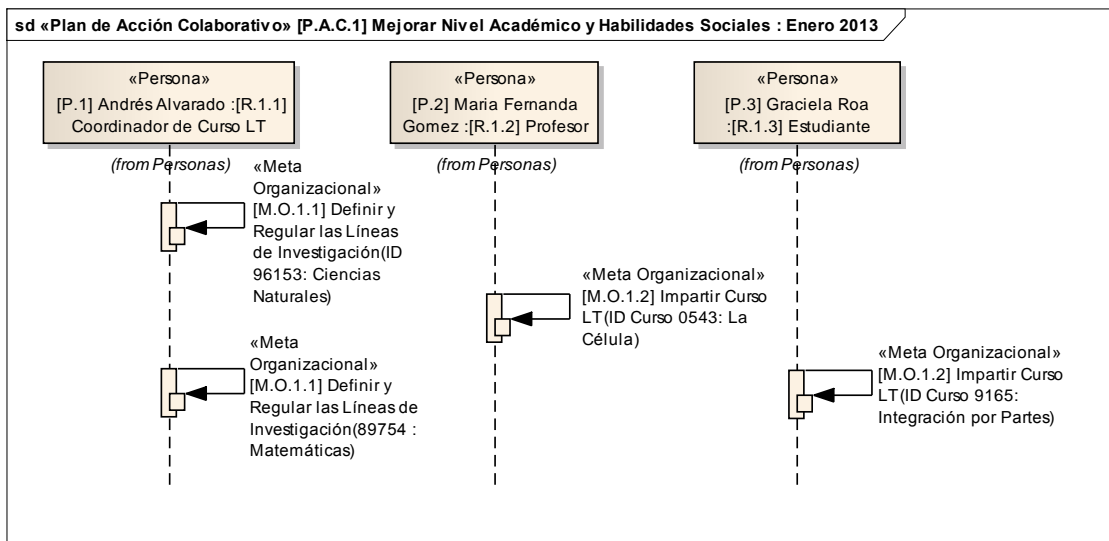 sd «Plan de Acción Colaborativo» [P.A.C.1] Mejorar Nivel Académico y Habilidades Sociales : Enero 2013
«Persona»
[P.1] Andrés Alvarado :[R.1.1]
Coordinador de Curso LT
(from Personas)
«Persona»
[P.2] Maria Fernanda
Gomez :[R.1.2] Profesor
(from Personas)
«Persona»
[P.3] Graciela Roa
:[R.1.3] Estudiante
(from Personas)
«Meta
Organizacional»
[M.O.1.1] Definir y
Regular las Líneas
de Investigación(ID
96153: Ciencias
Naturales)
«Meta Organizacional»
[M.O.1.2] Impartir Curso
LT(ID Curso 0543: La
Célula)
«Meta
Organizacional»
[M.O.1.1] Definir y
Regular las Líneas de
Investigación(89754 :
Matemáticas)
«Meta Organizacional»
[M.O.1.2] Impartir Curso
LT(ID Curso 9165:
Integración por Partes)